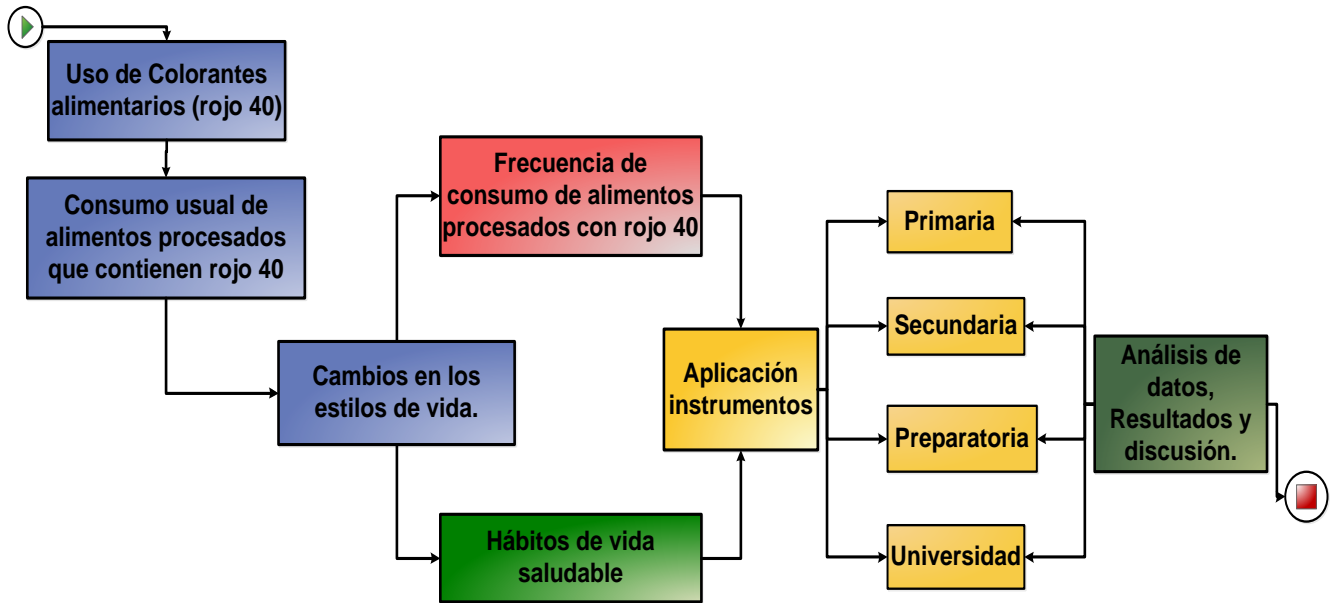 Uso de Colorantes
alimentarios (rojo 40)
Consumo usual de
alimentos procesados
que contienen rojo 40
Cambios en los
estilos de vida.
Frecuencia de
consumo de alimentos
procesados con rojo 40
Hábitos de vida
saludable
Aplicación
instrumentos
Primaria
Secundaria
Preparatoria
Universidad
Análisis de
datos,
Resultados y
discusión.